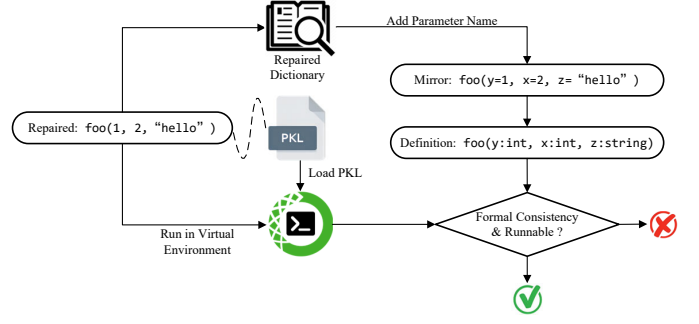 Add Parameter Name
Repaired
Dictionary
Mirror: foo(y=1, x=2, z= “hello” )
Repaired: foo(1, 2, “hello” )
PKL
Definition: foo(y:int, x:int, z:string)
Load PKL
Run in Virtual
Environment
Formal Consistency
& Runnable ?